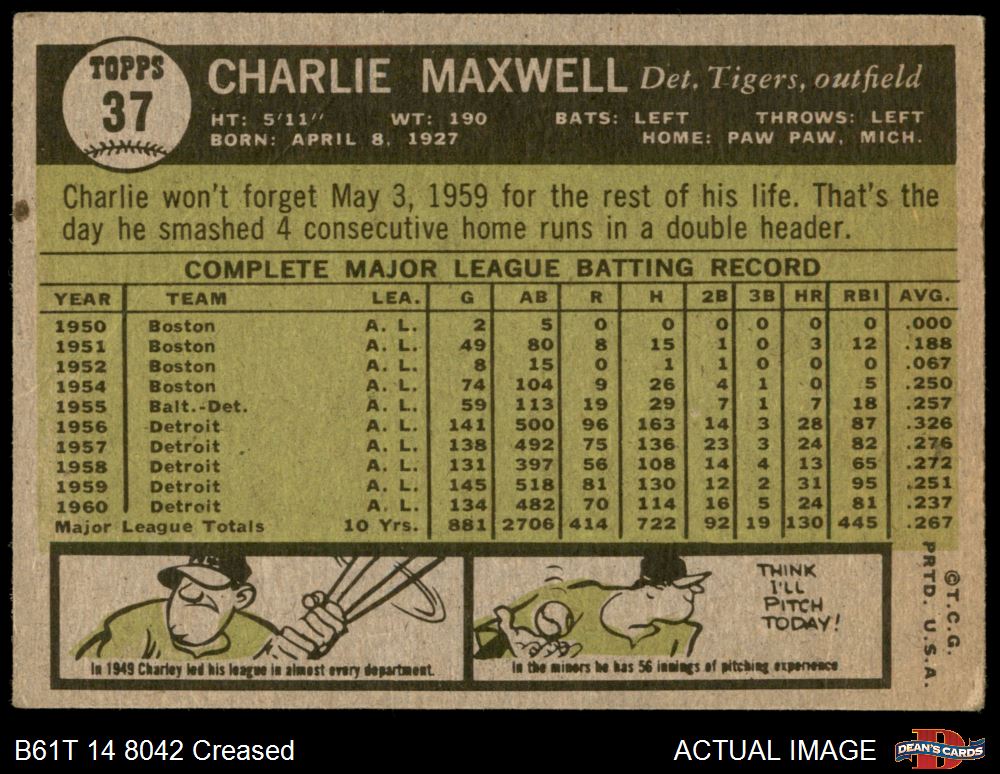 TOPPS
37
CHARLIE MAXWELL Det. Tigers, outfield
HT: 5'11" WT: 190 BATS: LEFT THROWS: LEFT
BORN: APRIL 8, 1927 HOME: PAW PAW, MICH.
Charlie won't forget May 3, 1959 for the rest of his life. That's the
day he smashed 4 consecutive home runs in a double header.
COMPLETE MAJOR LEAGUE BATTING RECORD
YEAR TEAM LEA. G AB R H 2B 3B HR RBI AVG.
1950 Boston A. L. 2 5 0 0 0 0 0 0 .000
1951 Boston A. L. 49 80 8 15 1 0 3 12 .188
1952 Boston A. L. 8 15 0 1 1 0 0 0 .067
1954 Boston A. L. 74 104 9 26 4 1 0 5 .250
1955 Balt.-Det. A. L. 59 113 19 29 7 1 7 18 .257
1956 Detroit A. L. 141 500 96 163 14 3 28 87 .326
1957 Detroit A. L. 138 492 75 136 23 3 24 82 .276
1958 Detroit A. L. 131 397 56 108 14 4 13 65 .272
1959 Detroit A. L. 145 518 81 130 12 2 31 95 .251
1960 Detroit A. L. 134 482 70 114 16 5 24 81 .237
Major League Totals 10 Yrs. 881 2706 414 722 92 19 130 445 .267
In 1949 Charley led his league in almost every department.
THINK
I'LL
PITCH
TODAY!
In the minors he has 56 innings of pitching experience
©T.C.G.
PRTD. U.S.A.
B61T 14 8042 Creased
ACTUAL IMAGE
DEAN'S CARDS